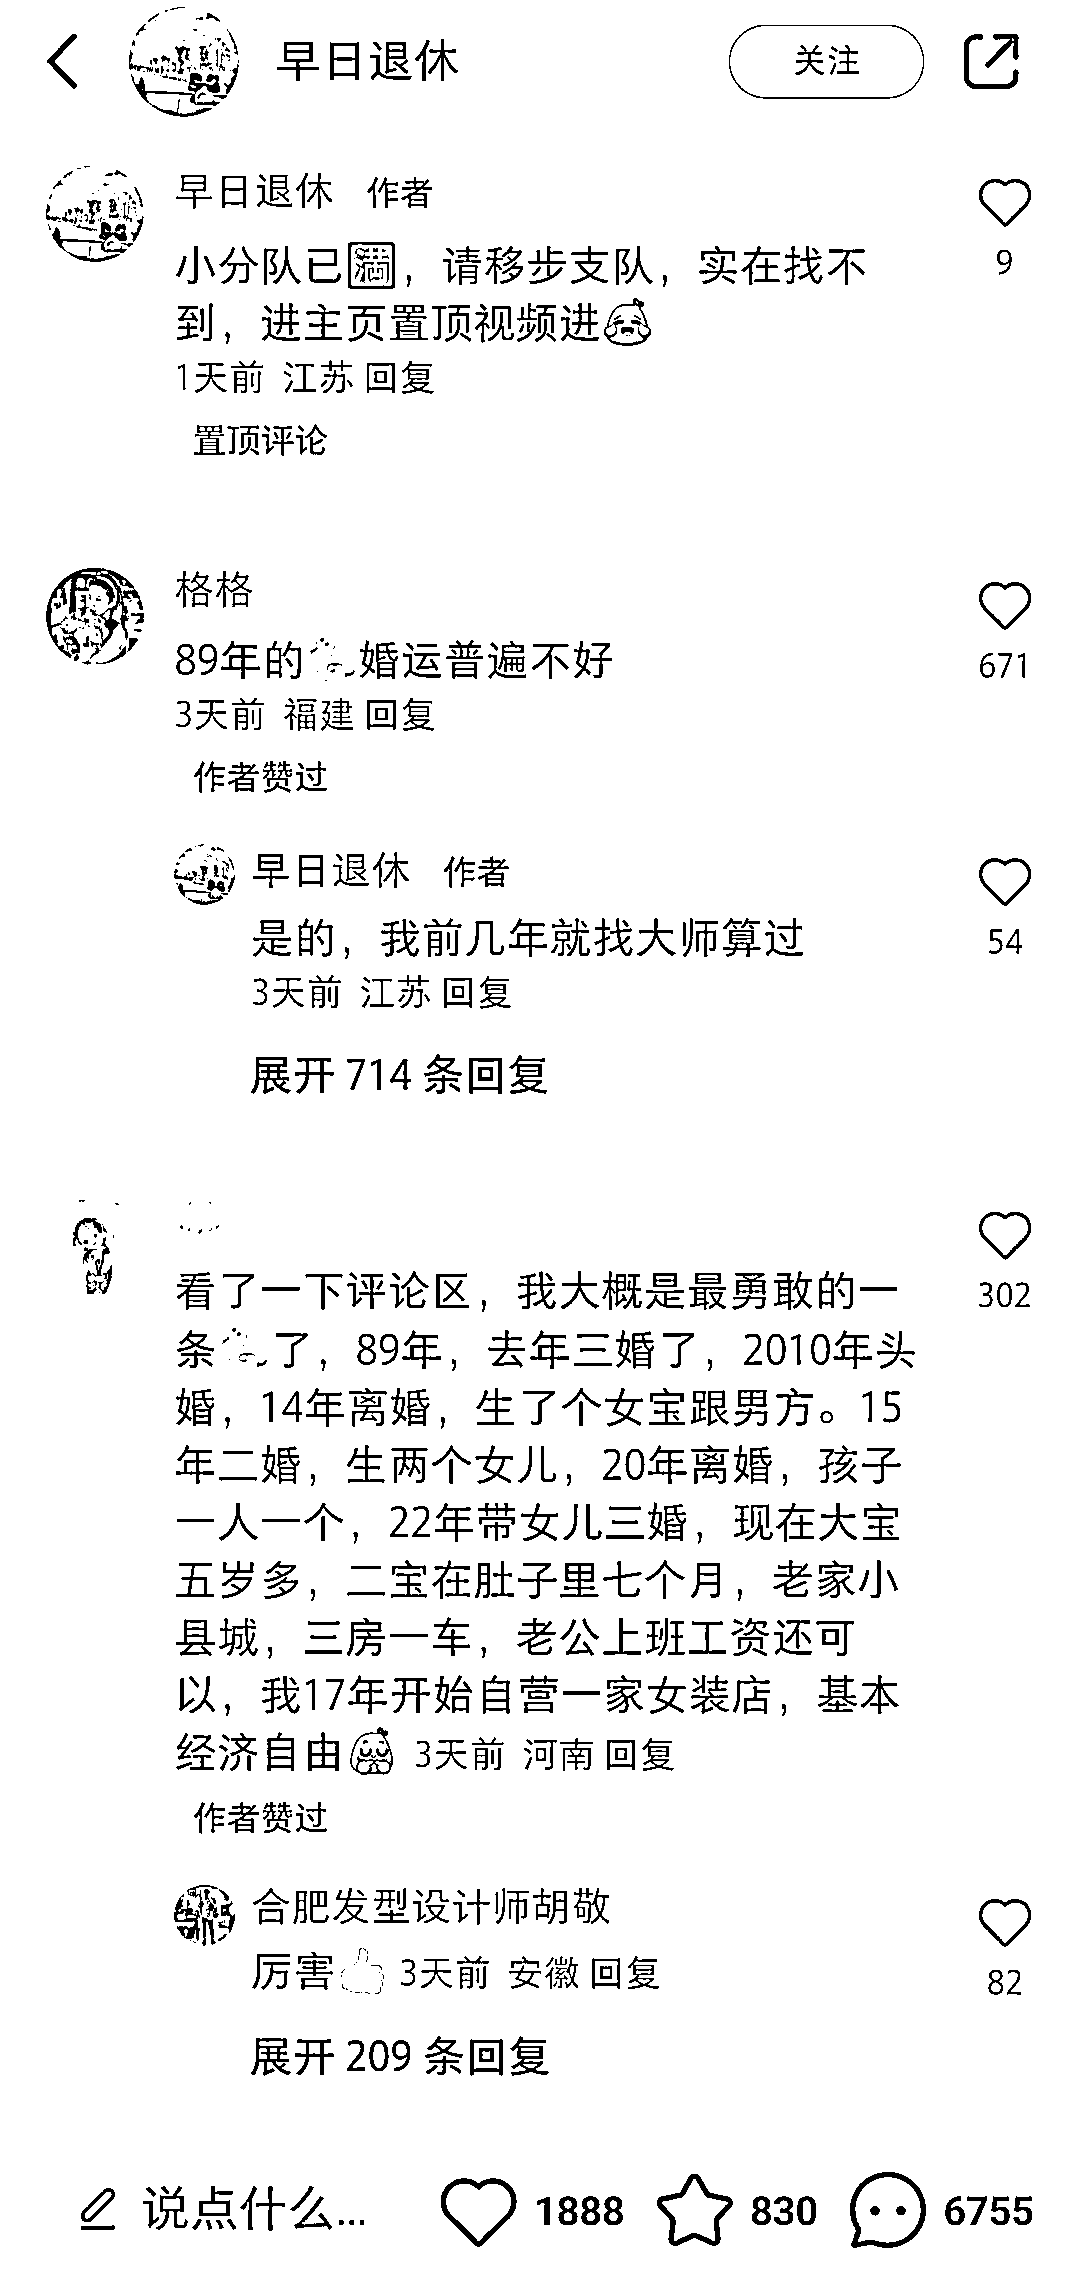 早日退休
关注
早日退休 作者
小分队已🈵，请移步支队，实在找不
到，进主页置顶视频进
9
1天前 江苏 回复
置顶评论
格格
89年的🐍婚运普遍不好
671
3天前 福建 回复
作者赞过
早日退休 作者
是的，我前几年就找大师算过
54
3天前 江苏 回复
展开 714 条回复
看了一下评论区，我大概是最勇敢的一
302
条🐍了，89年，去年三婚了，2010年头
婚，14年离婚，生了个女宝跟男方。15
年二婚，生两个女儿，20年离婚，孩子
一人一个，22年带女儿三婚，现在大宝
五岁多，二宝在肚子里七个月，老家小
县城，三房一车，老公上班工资还可
以，我17年开始自营一家女装店，基本
经济自由 3天前 河南 回复
作者赞过
合肥发型设计师胡敬
厉害👍 3天前 安徽 回复
82
展开 209 条回复
说点什么...
1888
830
6755